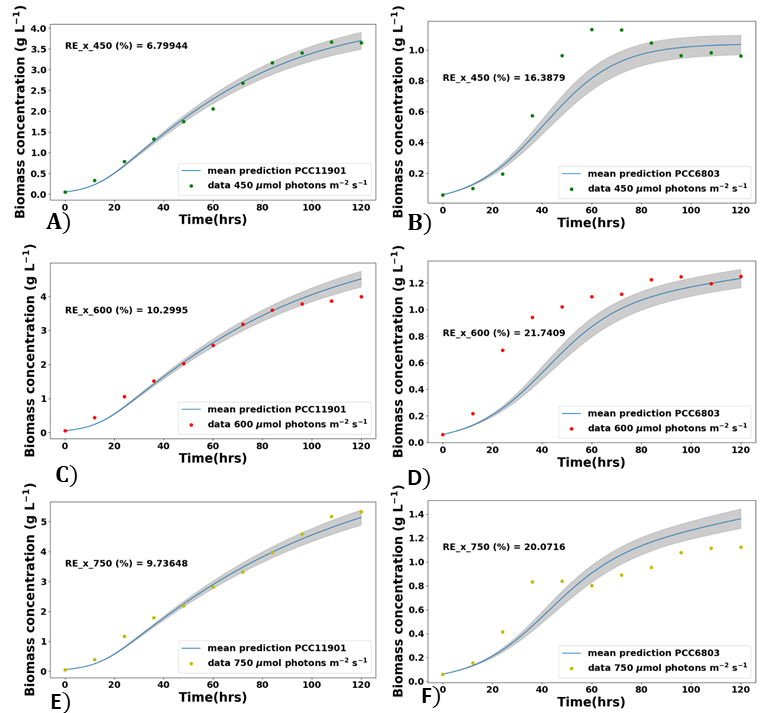 Biomass concentration (g L⁻¹)
4.0
3.5
3.0
2.5
2.0
1.5
1.0
0.5
0.0
RE_x_450 (%) = 6.79944
mean prediction PCC11901
data 450 μmol photons m⁻² s⁻¹
0 20 40 60 80 100 120
Time(hrs)
A)
Biomass concentration (g L⁻¹)
1.0
0.8
0.6
0.4
0.2
RE_x_450 (%) = 16.3879
mean prediction PCC6803
data 450 μmol photons m⁻² s⁻¹
0 20 40 60 80 100 120
Time(hrs)
B)
Biomass concentration (g L⁻¹)
4
3
2
1
0
RE_x_600 (%) = 10.2995
mean prediction PCC11901
data 600 μmol photons m⁻² s⁻¹
0 20 40 60 80 100 120
Time(hrs)
C)
Biomass concentration (g L⁻¹)
1.2
1.0
0.8
0.6
0.4
0.2
0.0
RE_x_600 (%) = 21.7409
mean prediction PCC6803
data 600 μmol photons m⁻² s⁻¹
0 20 40 60 80 100 120
Time(hrs)
D)
Biomass concentration (g L⁻¹)
5
4
3
2
1
0
RE_x_750 (%) = 9.73648
mean prediction PCC11901
data 750 μmol photons m⁻² s⁻¹
0 20 40 60 80 100 120
Time(hrs)
E)
Biomass concentration (g L⁻¹)
1.4
1.2
1.0
0.8
0.6
0.4
0.2
0.0
RE_x_750 (%) = 20.0716
mean prediction PCC6803
data 750 μmol photons m⁻² s⁻¹
0 20 40 60 80 100 120
Time(hrs)
F)